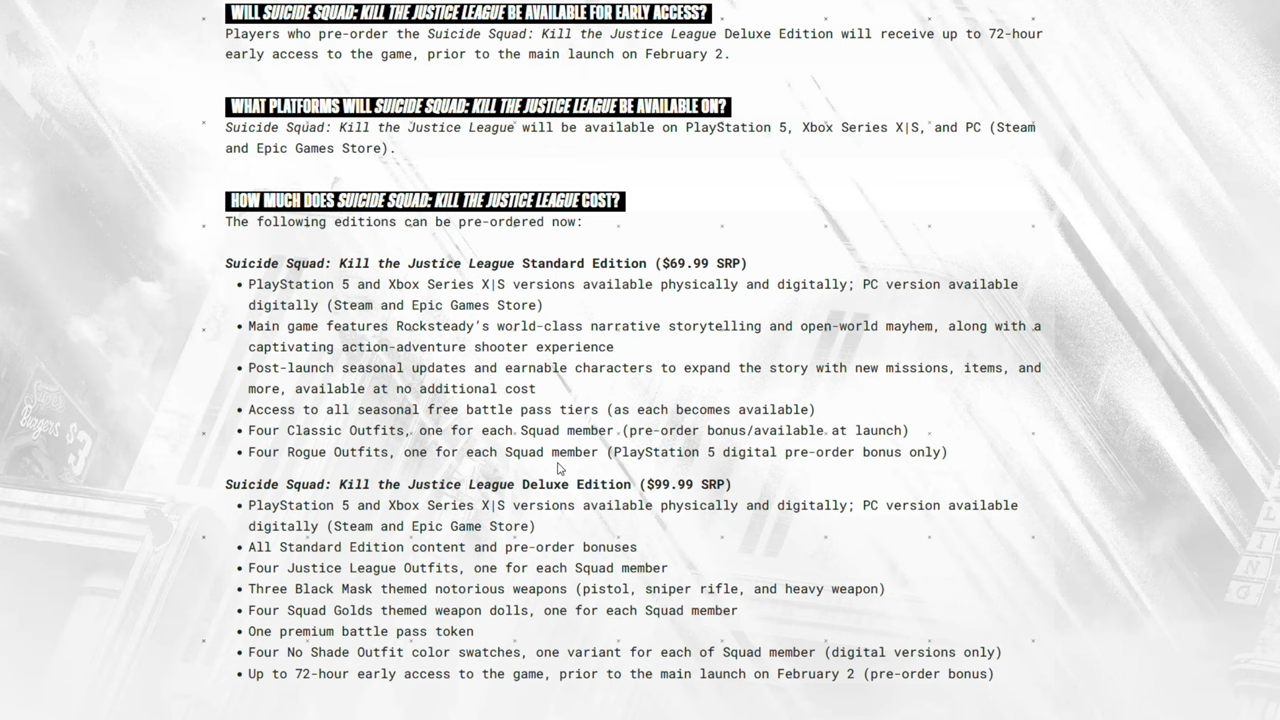 WILL SUICIDE SQUAD: KILL THE JUSTICE LEAGUE BE AVAILABLE FOR EARLY ACCESS?
Players who pre-order the Suicide Squad: Kill the Justice League Deluxe Edition will receive up to 72-hour
early access to the game, prior to the main launch on February 2.
WHAT PLATFORMS WILL SUICIDE SQUAD: KILL THE JUSTICE LEAGUE BE AVAILABLE ON?
Suicide Squad: Kill the Justice League will be available on PlayStation 5, Xbox Series X|S, and PC (Steam
and Epic Games Store).
HOW MUCH DOES SUICIDE SQUAD: KILL THE JUSTICE LEAGUE COST?
The following editions can be pre-ordered now:
Suicide Squad: Kill the Justice League Standard Edition ($69.99 SRP)
• PlayStation 5 and Xbox Series X|S versions available physically and digitally; PC version available
digitally (Steam and Epic Games Store)
• Main game features Rocksteady's world-class narrative storytelling and open-world mayhem, along with a
captivating action-adventure shooter experience
• Post-launch seasonal updates and earnable characters to expand the story with new missions, items, and
more, available at no additional cost
• Access to all seasonal free battle pass tiers (as each becomes available)
• Four Classic Outfits, one for each Squad member (pre-order bonus/available at launch)
• Four Rogue Outfits, one for each Squad member (PlayStation 5 digital pre-order bonus only)
Suicide Squad: Kill the Justice League Deluxe Edition ($99.99 SRP)
• PlayStation 5 and Xbox Series X|S versions available physically and digitally; PC version available
digitally (Steam and Epic Game Store)
• All Standard Edition content and pre-order bonuses
• Four Justice League Outfits, one for each Squad member
• Three Black Mask themed notorious weapons (pistol, sniper rifle, and heavy weapon)
• Four Squad Golds themed weapon dolls, one for each Squad member
• One premium battle pass token
• Four No Shade Outfit color swatches, one variant for each of Squad member (digital versions only)
• Up to 72-hour early access to the game, prior to the main launch on February 2 (pre-order bonus)
Burgers $3